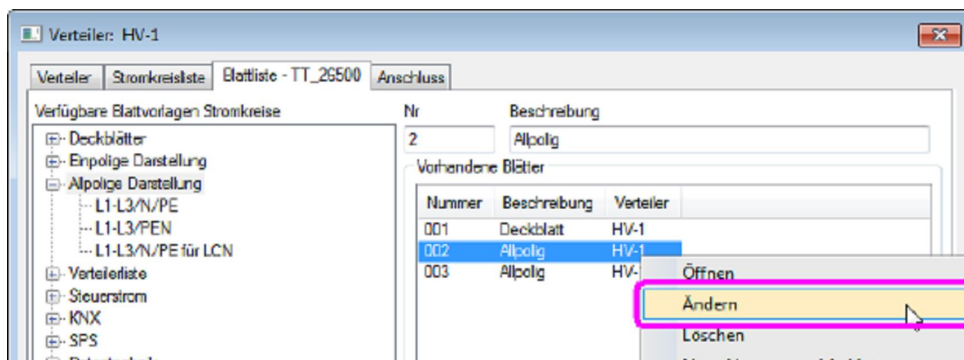 Verteiler: HV-1
Verteiler Stromkreisliste Blattliste - TT_26500 Anschluss
Verfügbare Blattvorlagen Stromkreise
Nr Beschreibung
2 Allpolig
Deckblätter
Einpolige Darstellung
Allpolige Darstellung
L1-L3/N/PE
L1-L3/PEN
L1-L3/N/PE für LCN
Verteilerliste
Steuerstrom
KNX
SPS
Vorhandene Blätter
Nummer Beschreibung Verteiler
001 Deckblatt HV-1
002 Allpolig HV-1
003 Allpolig HV-
Öffnen
Ändern
Löschen